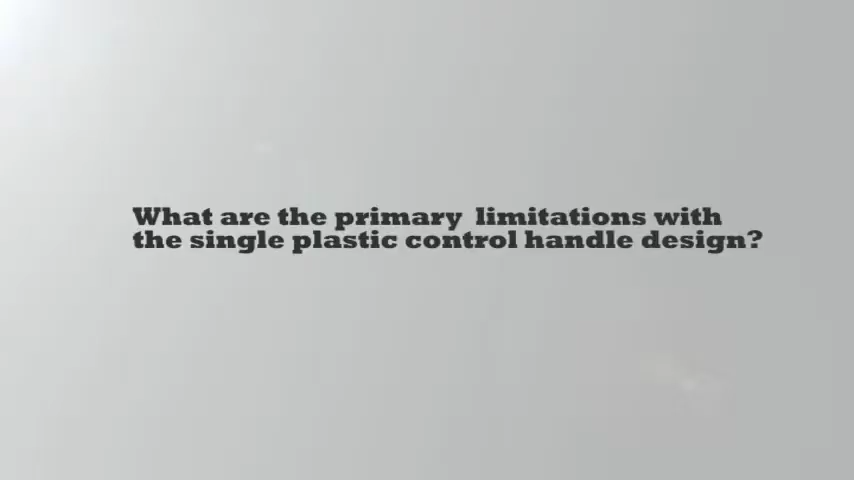 What are the primary  limitations with
the single plastic control handle design?